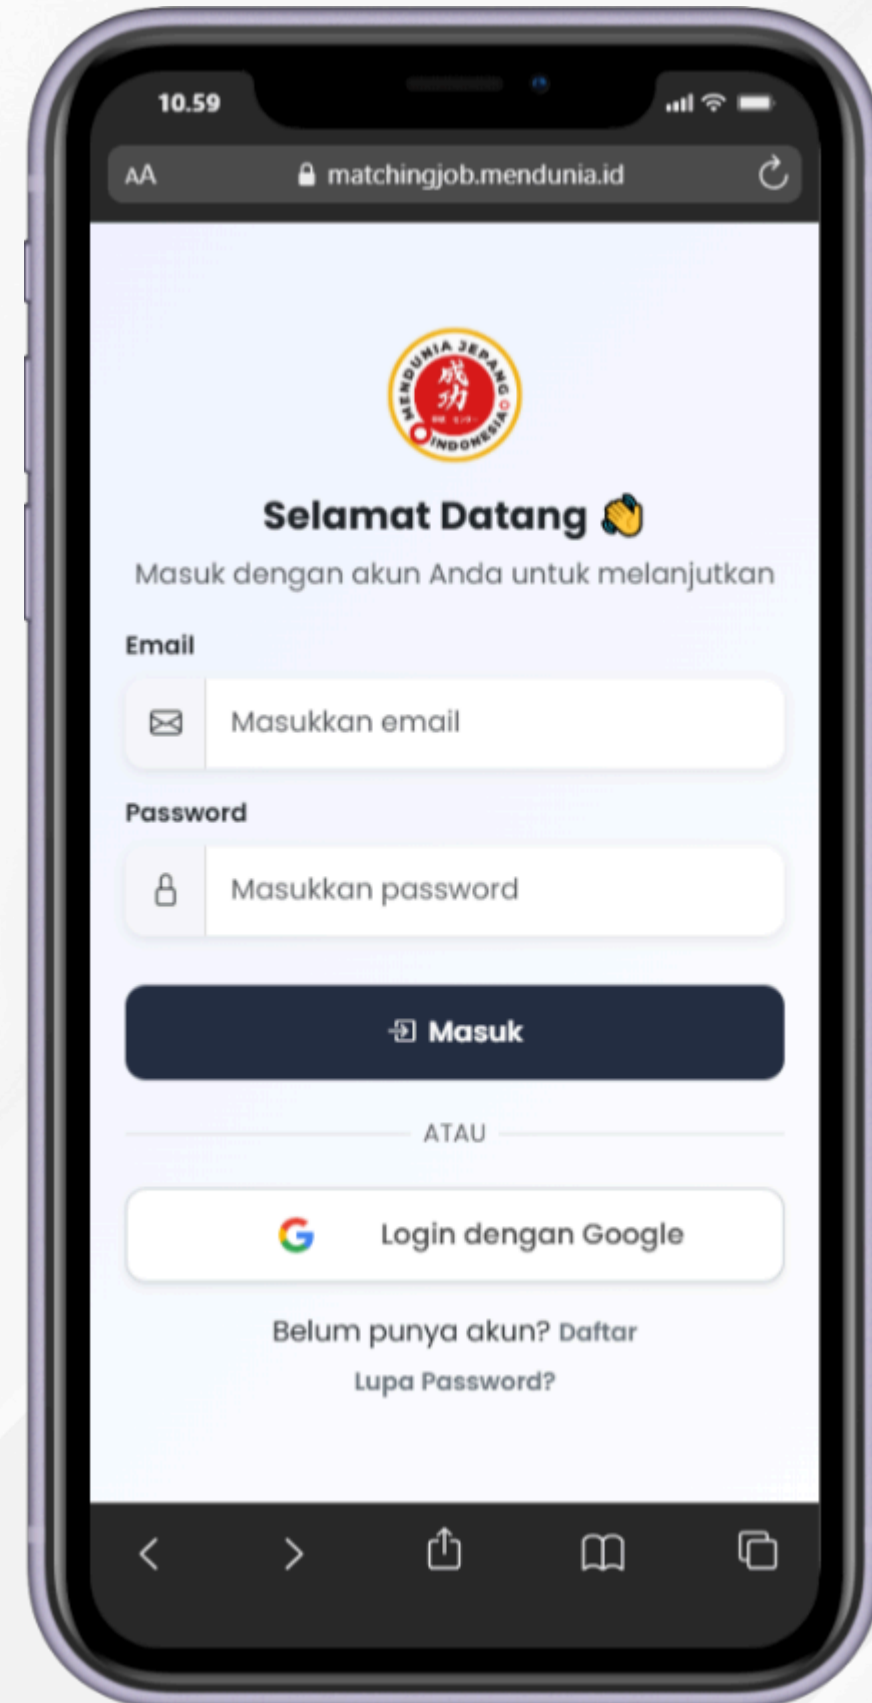 10.59
AA matchingjob.mendunia.id
MENDUNIA JEPANG
成功
INDONESIA
Selamat Datang 👋
Masuk dengan akun Anda untuk melanjutkan
Email
Masukkan email
Password
Masukkan password
Masuk
ATAU
Login dengan Google
Belum punya akun? Daftar
Lupa Password?